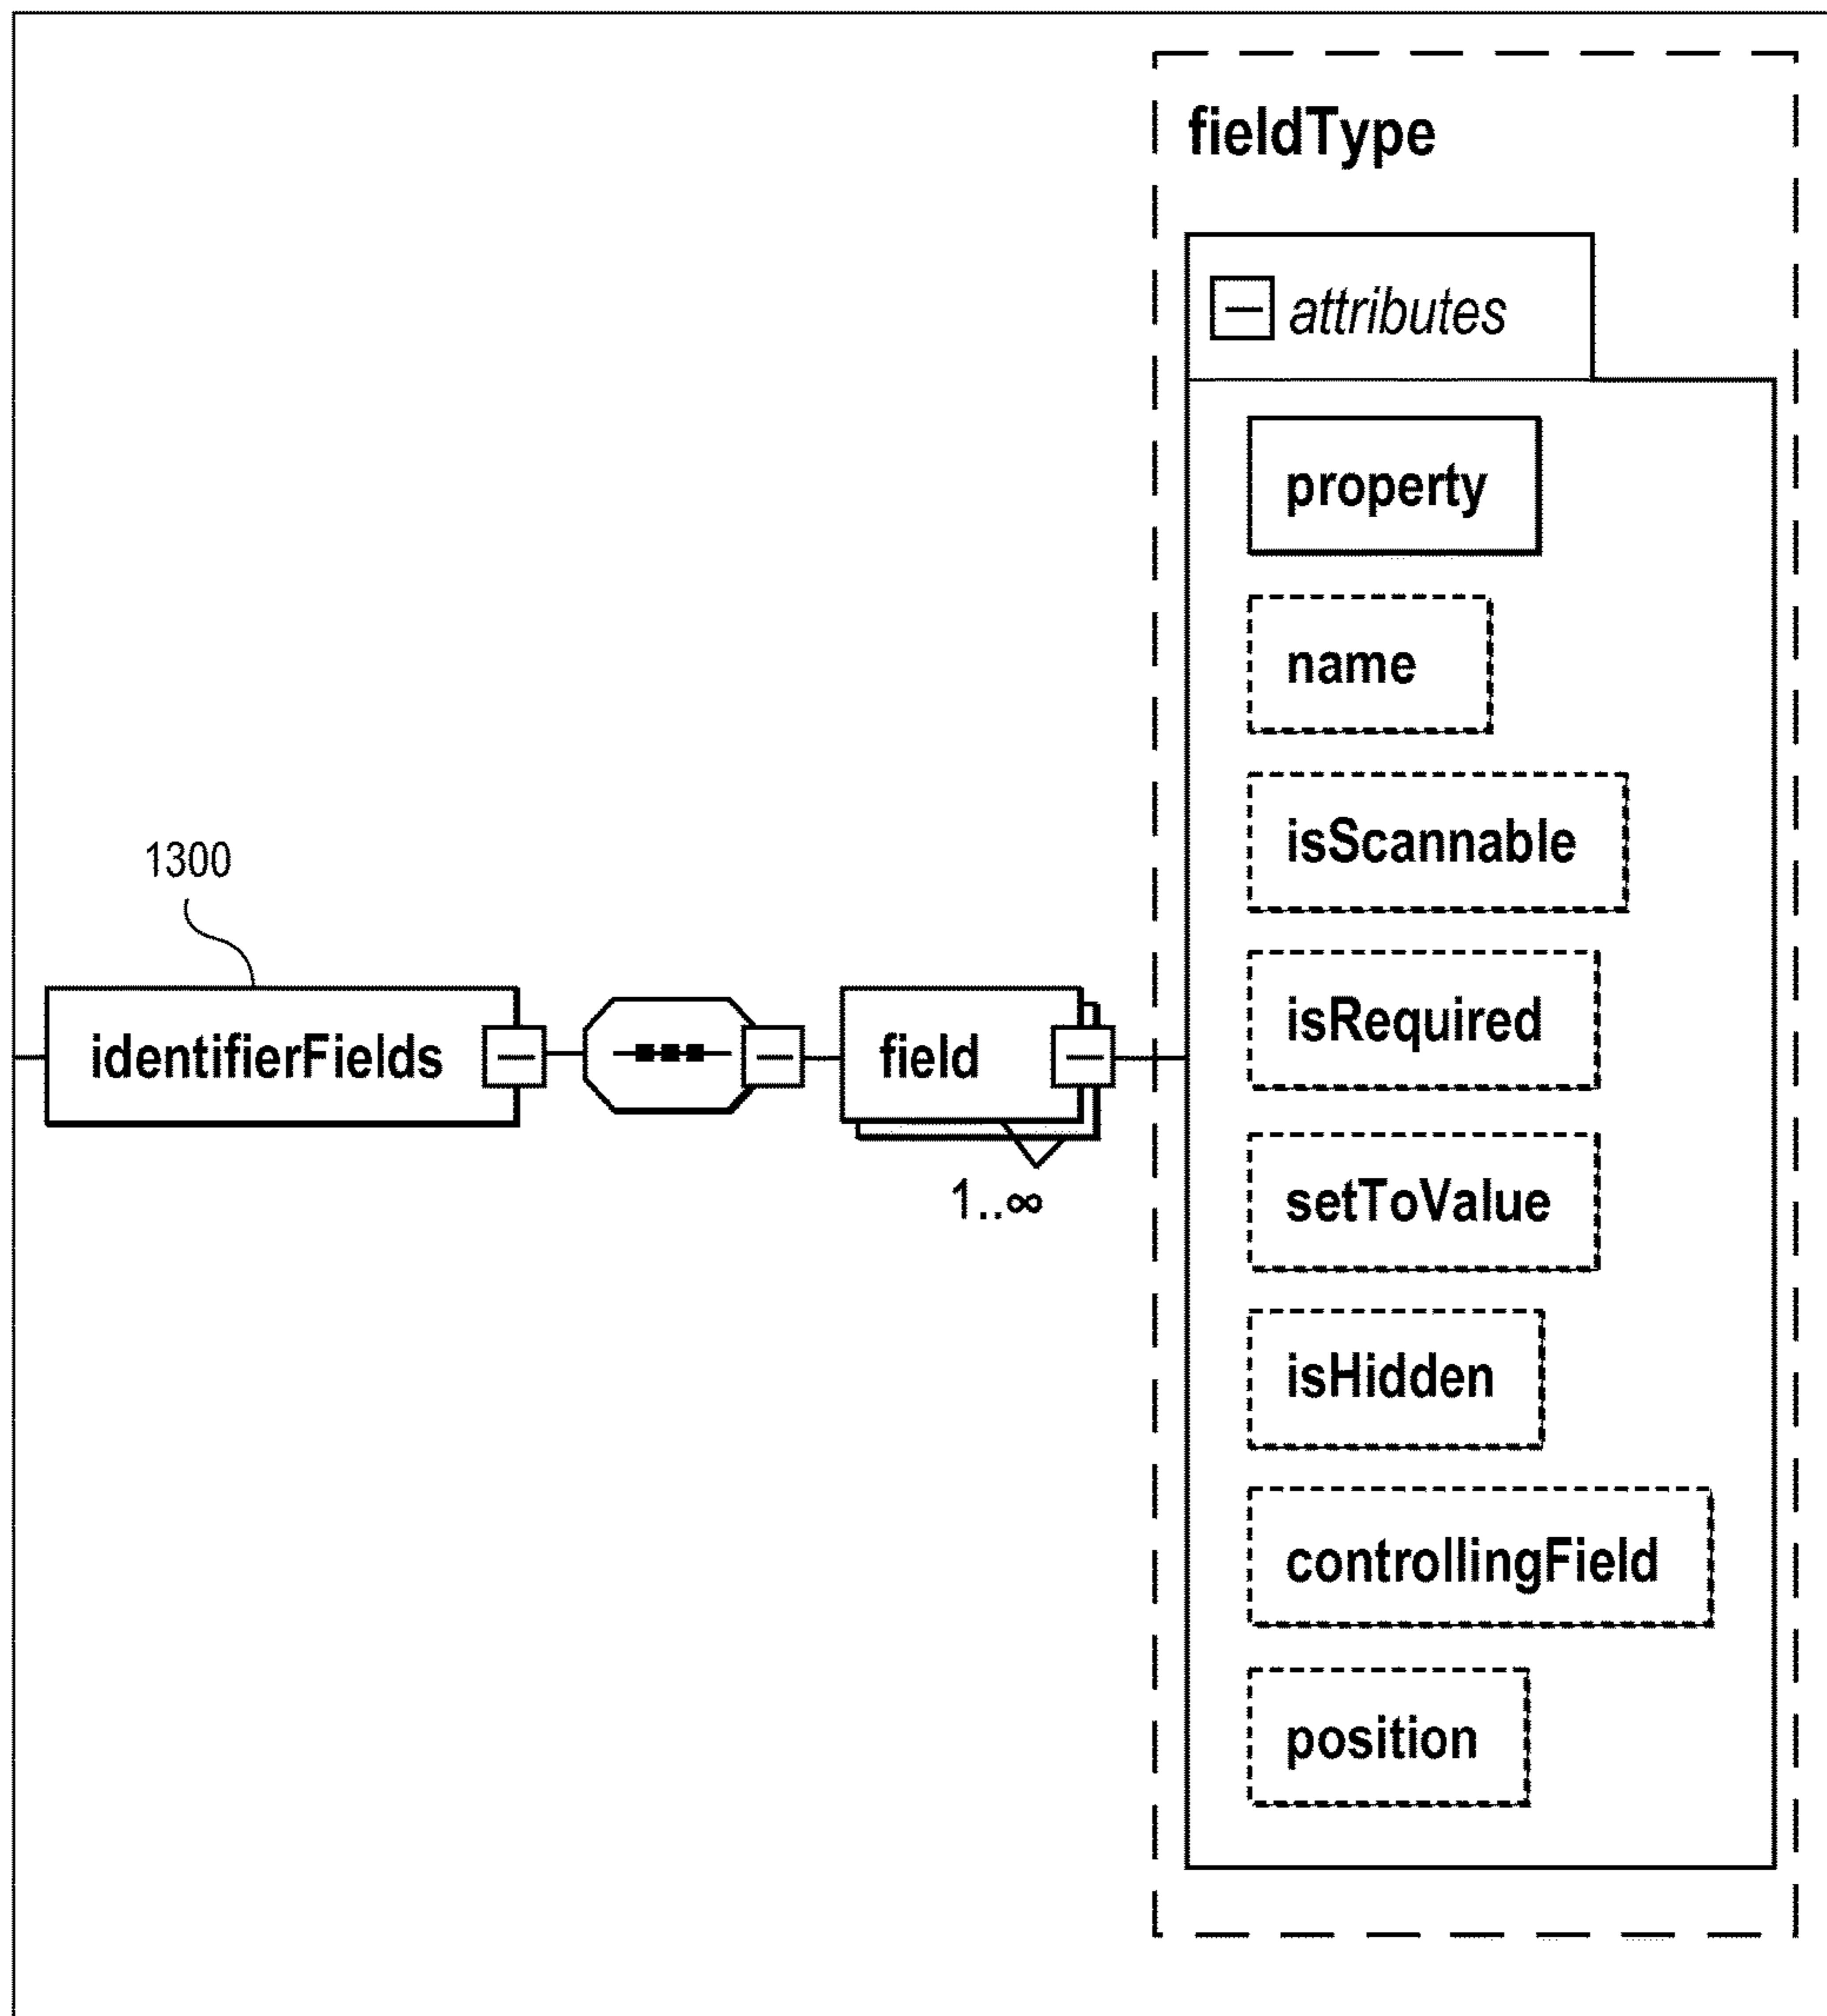 fieldType
attributes
property
name
isScannable
isRequired
setToValue
isHidden
controllingField
position
1300
identifierFields
field
1..∞